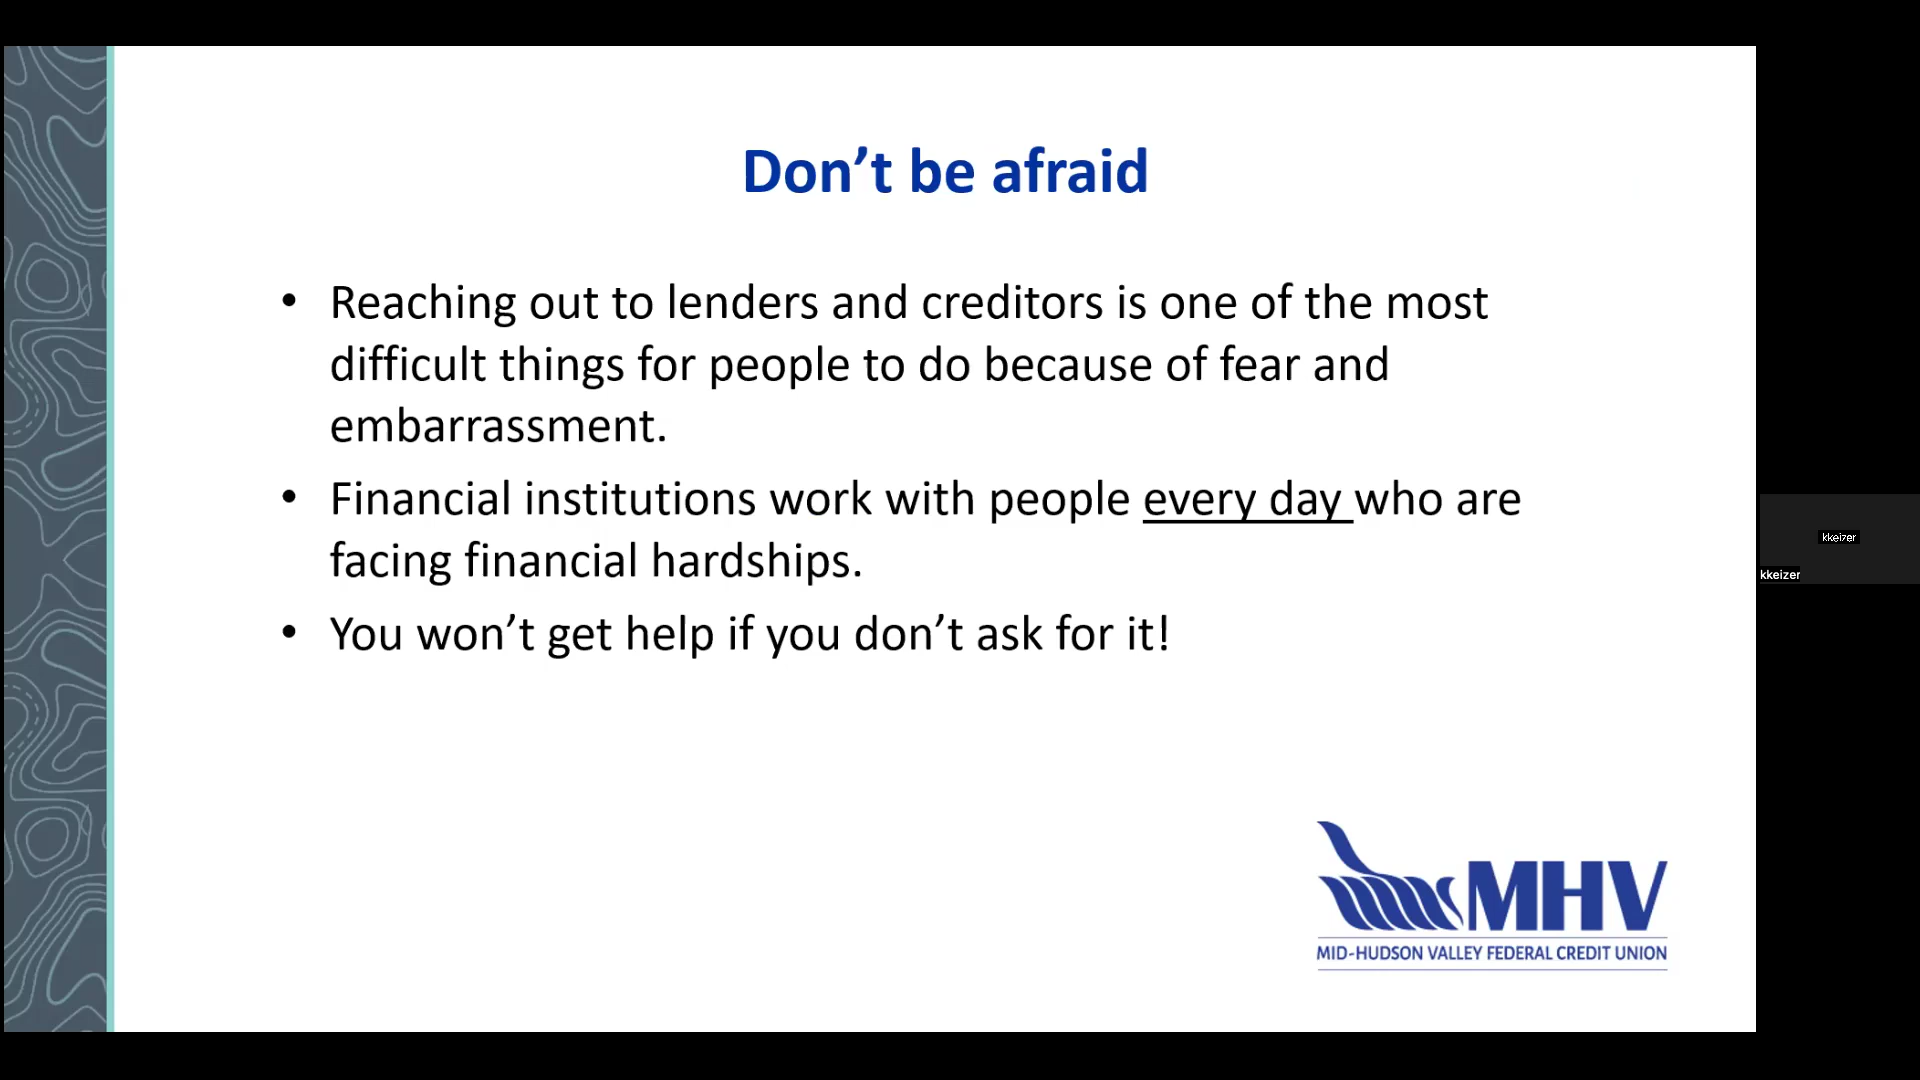 Don’t be afraid
• Reaching out to lenders and creditors is one of the most
difficult things for people to do because of fear and
embarrassment.
• Financial institutions work with people every day who are
facing financial hardships.
• You won’t get help if you don’t ask for it!
MHV
MID-HUDSON VALLEY FEDERAL CREDIT UNION
kkeizer
kkeizer